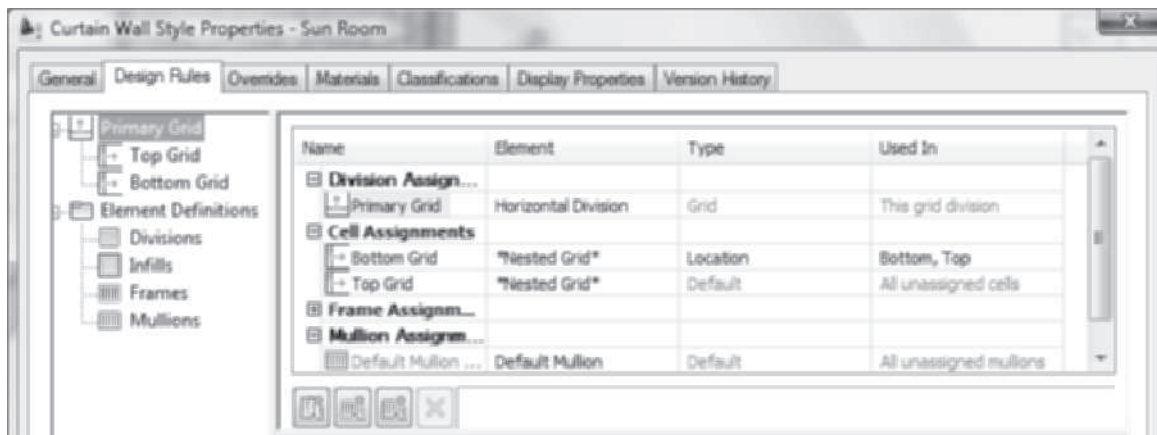 Curtain Wall Style Properties - Sun Room
General Design Rules Overrides Materials Classifications Display Properties Version History
Primary Grid
Top Grid
Bottom Grid
Element Definitions
Divisions
Infills
Frames
Mullions
Name Element Type Used In
Division Assign...
Primary Grid Horizontal Division Grid This grid division
Cell Assignments
Bottom Grid *Nested Grid* Location Bottom, Top
Top Grid *Nested Grid* Default All unassigned cells
Frame Assignm...
Mullion Assignm...
Default Mullion ... Default Mullion Default All unassigned mullions